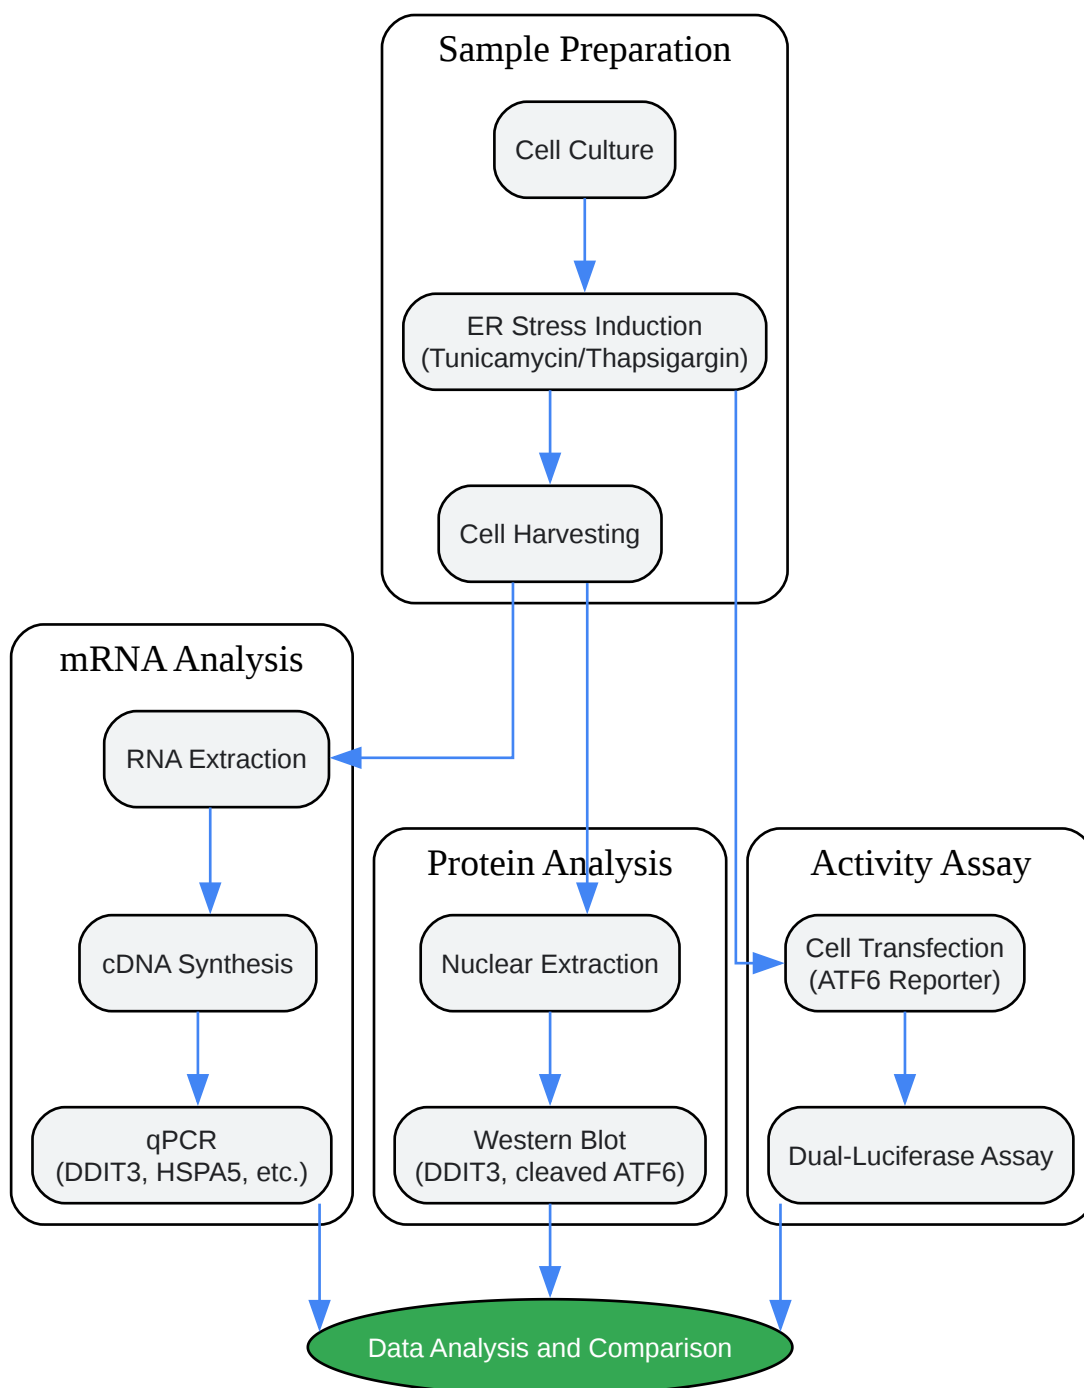 Sample Preparation
Cell Culture
ER Stress Induction
(Tunicamycin/Thapsigargin)
Cell Harvesting
mRNA Analysis
RNA Extraction
cDNA Synthesis
qPCR
(DDIT3, HSPA5, etc.)
Protein Analysis
Nuclear Extraction
Western Blot
(DDIT3, cleaved ATF6)
Activity Assay
Cell Transfection
(ATF6 Reporter)
Dual-Luciferase Assay
Data Analysis and Comparison